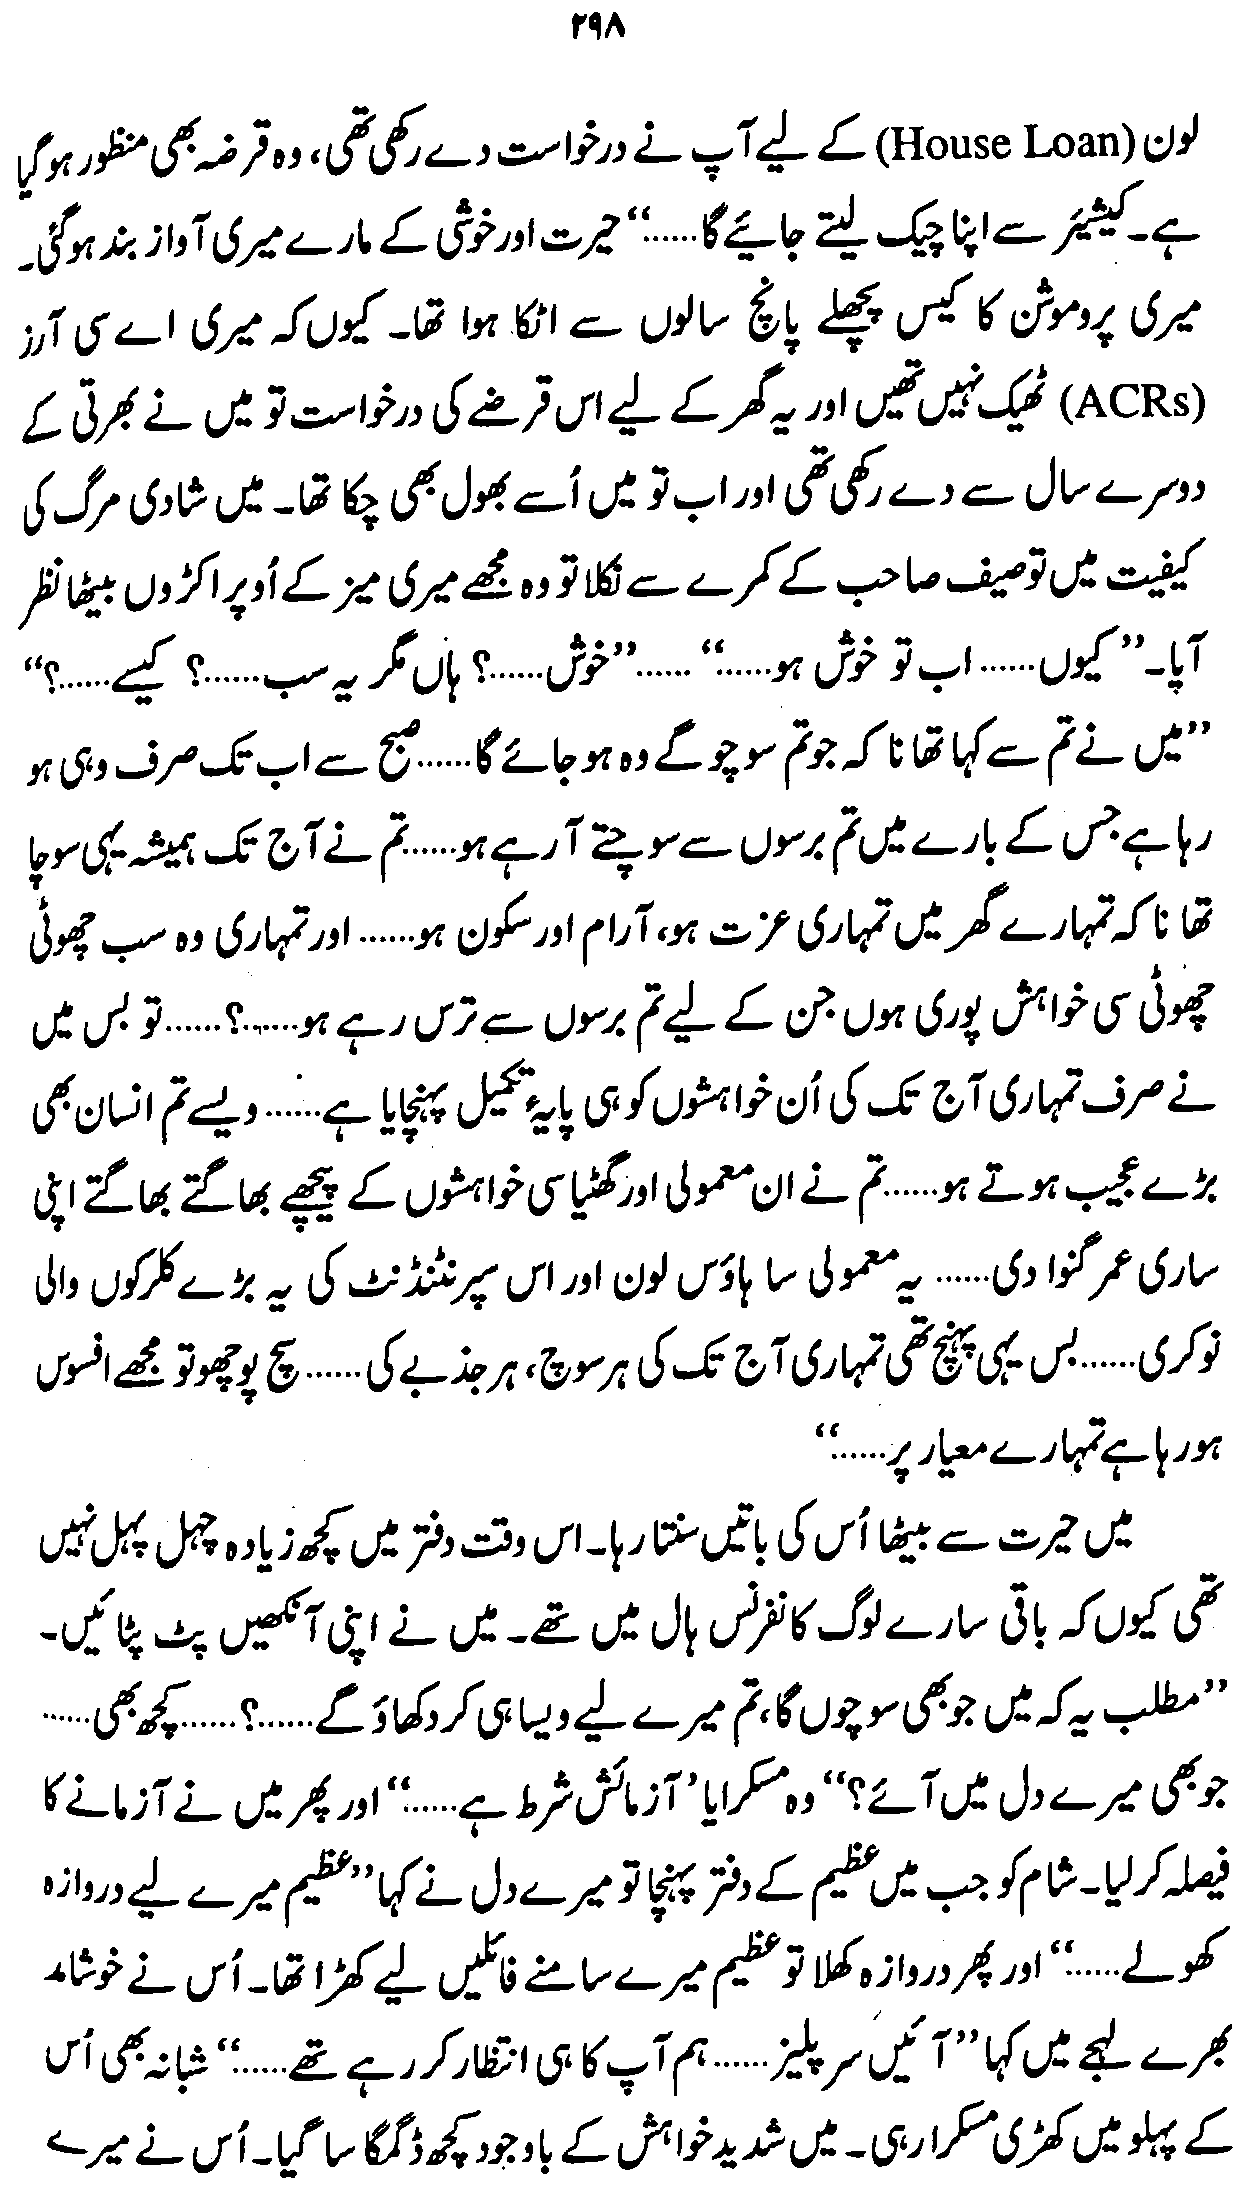 ۲۹۸
لون (House Loan) کے لیے آپ نے درخواست دے رکھی تھی، وہ قرضہ بھی منظور ہو گیا
ہے۔ کیشیئر سے اپنا چیک لیتے جائیے گا......“ حیرت اور خوشی کے مارے میری آواز بند ہو گئی۔
میری پروموشن کا کیس پچھلے پانچ سالوں سے اٹکا ہوا تھا۔ کیوں کہ میری اے سی آرز
(ACRs) ٹھیک نہیں تھیں اور یہ گھر کے لیے اس قرضے کی درخواست تو میں نے بھرتی کے
دوسرے سال سے دے رکھی تھی اور اب تو میں اُسے بھول بھی چکا تھا۔ میں شادی مرگ کی
کیفیت میں توصیف صاحب کے کمرے سے نکلا تو وہ مجھے میری میز کے اُوپر اکڑوں بیٹھا نظر
آیا۔ ”کیوں...... اب تو خوش ہو......“ ......”خوش......؟ ہاں مگر یہ سب......؟ کیسے......؟“
”میں نے تم سے کہا تھا نا کہ جو تم سوچو گے وہ ہو جائے گا...... صبح سے اب تک صرف وہی ہو
رہا ہے جس کے بارے میں تم برسوں سے سوچتے آ رہے ہو...... تم نے آج تک ہمیشہ یہی سوچا
تھا نا کہ تمہارے گھر میں تمہاری عزت ہو، آرام اور سکون ہو...... اور تمہاری وہ سب چھوٹی
چھوٹی سی خواہش پوری ہوں جن کے لیے تم برسوں سے ترس رہے ہو......؟...... تو بس میں
نے صرف تمہاری آج تک کی اُن خواہشوں کو ہی پایۂ تکمیل پہنچایا ہے...... ویسے تم انسان بھی
بڑے عجیب ہوتے ہو...... تم نے ان معمولی اور گھٹیا سی خواہشوں کے پیچھے بھاگتے بھاگتے اپنی
ساری عمر گنوا دی...... یہ معمولی سا ہاؤس لون اور اس سپرنٹنڈنٹ کی یہ بڑے کلرکوں والی
نوکری...... بس یہی پہنچ تھی تمہاری آج تک کی ہر سوچ، ہر جذبے کی...... سچ پوچھو تو مجھے افسوس
ہو رہا ہے تمہارے معیار پر......“
میں حیرت سے بیٹھا اُس کی باتیں سنتا رہا۔ اس وقت دفتر میں کچھ زیادہ چہل پہل نہیں
تھی کیوں کہ باقی سارے لوگ کانفرنس ہال میں تھے۔ میں نے اپنی آنکھیں پٹ پٹائیں۔
”مطلب یہ کہ میں جو بھی سوچوں گا، تم میرے لیے ویسا ہی کر دکھاؤ گے......؟...... کچھ بھی......
جو بھی میرے دل میں آئے؟“ وہ مسکرایا ’آزمائش شرط ہے......“ اور پھر میں نے آزمانے کا
فیصلہ کر لیا۔ شام کو جب میں عظیم کے دفتر پہنچا تو میرے دل نے کہا ”عظیم میرے لیے دروازہ
کھولے......“ اور پھر دروازہ کھلا تو عظیم میرے سامنے فائلیں لیے کھڑا تھا۔ اُس نے خوشامد
بھرے لہجے میں کہا ”آئیں سر پلیز...... ہم آپ کا ہی انتظار کر رہے تھے......“ شبانہ بھی اُس
کے پہلو میں کھڑی مسکرا رہی۔ میں شدید خواہش کے باوجود کچھ ڈگمگا سا گیا۔ اُس نے میرے